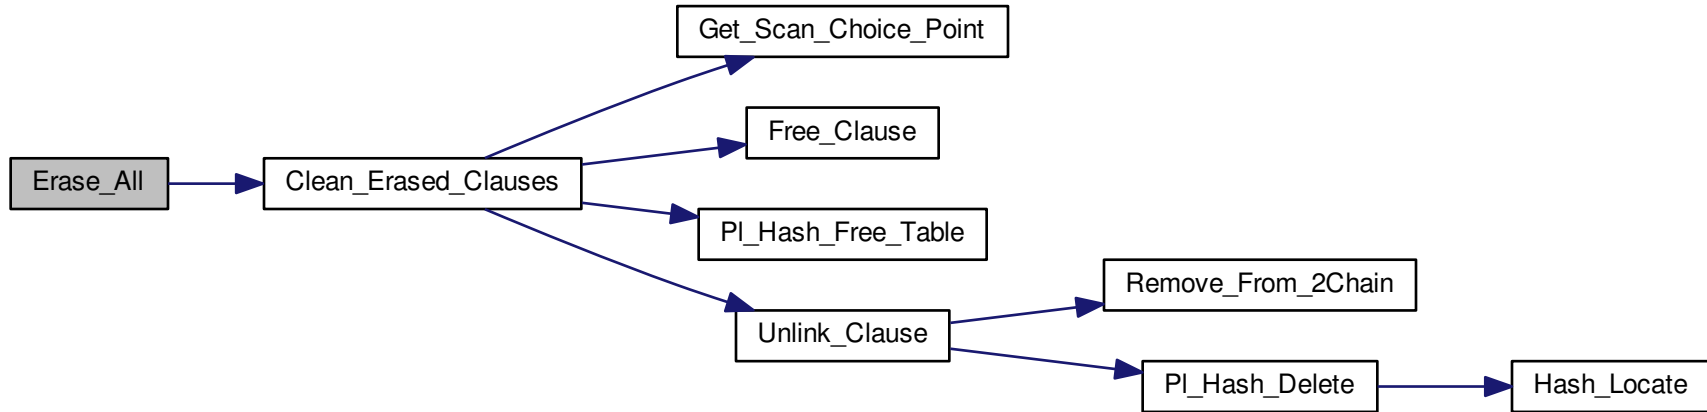 Get_Scan_Choice_Point
Free_Clause
Erase_All
Clean_Erased_Clauses
Pl_Hash_Free_Table
Remove_From_2Chain
Unlink_Clause
Pl_Hash_Delete
Hash_Locate